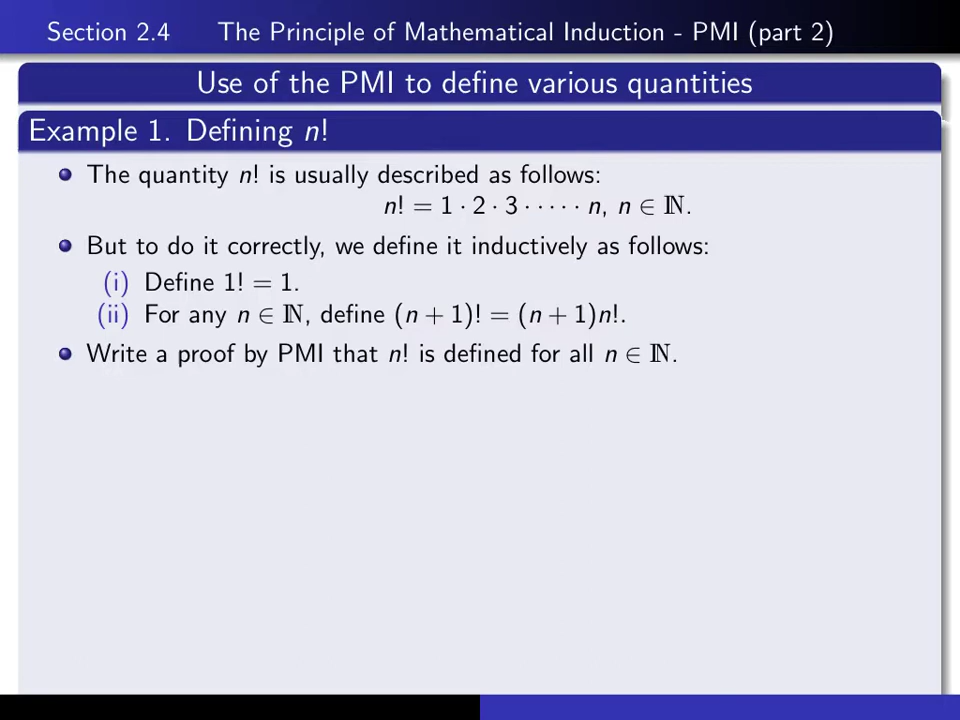 Section 2.4 The Principle of Mathematical Induction - PMI (part 2)
Use of the PMI to define various quantities
Example 1. Defining n!
The quantity n! is usually described as follows:
n! = 1 · 2 · 3 · · · · · n, n ∈ ℕ.
But to do it correctly, we define it inductively as follows:
(i) Define 1! = 1.
(ii) For any n ∈ ℕ, define (n + 1)! = (n + 1)n!.
Write a proof by PMI that n! is defined for all n ∈ ℕ.